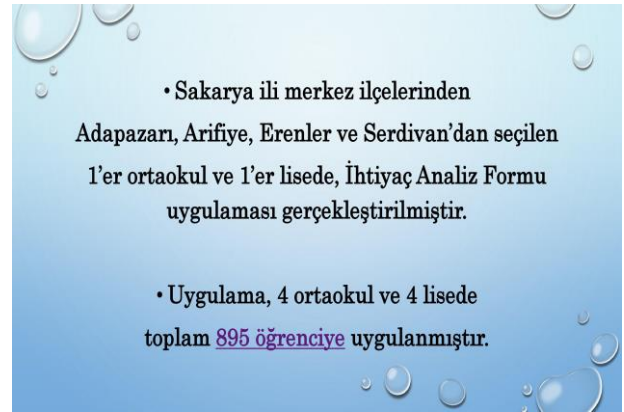 • Sakarya ili merkez ilçelerinden
Adapazarı, Arifiye, Erenler ve Serdivan’dan seçilen
1’er ortaokul ve 1’er lisede, İhtiyaç Analiz Formu
uygulaması gerçekleştirilmiştir.
• Uygulama, 4 ortaokul ve 4 lisede
toplam 895 öğrenciye uygulanmıştır.